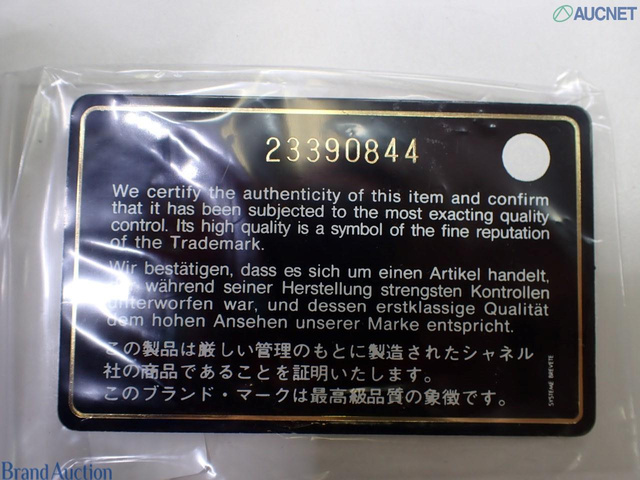 AUCNET
23390844
We certify the authenticity of this item and confirm
that it has been subjected to the most exacting quality
control. Its high quality is a symbol of the fine reputation
of the Trademark.
Wir bestätigen, dass es sich um einen Artikel handelt,
während seiner Herstellung strengsten Kontrollen
unterworfen war, und dessen erstklassige Qualität
dem hohen Ansehen unserer Marke entspricht.
この製品は厳しい管理のもとに製造されたシャネル
社の商品であることを証明いたします。
このブランド・マークは最高級品質の象徴です。
SYSTEME BREVETE
Brand Auction